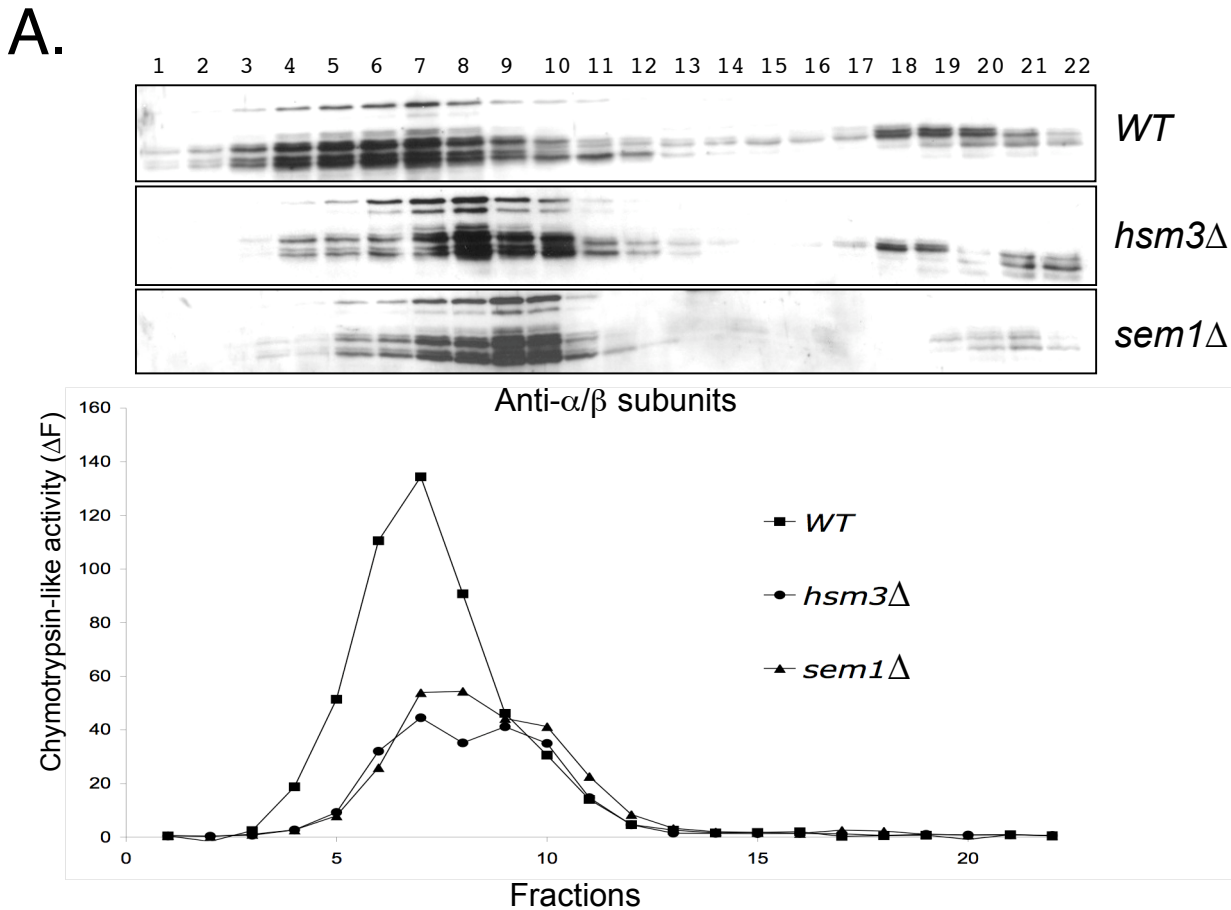 A.
1 2 3 4 5 6 7 8 9 10 11 12 13 14 15 16 17 18 19 20 21 22
WT
hsm3Δ
sem1Δ
Anti-α/β subunits
Chymotrypsin-like activity (ΔF)
160
140
120
100
80
60
40
20
0
WT
hsm3Δ
sem1Δ
0 5 10 15 20
Fractions